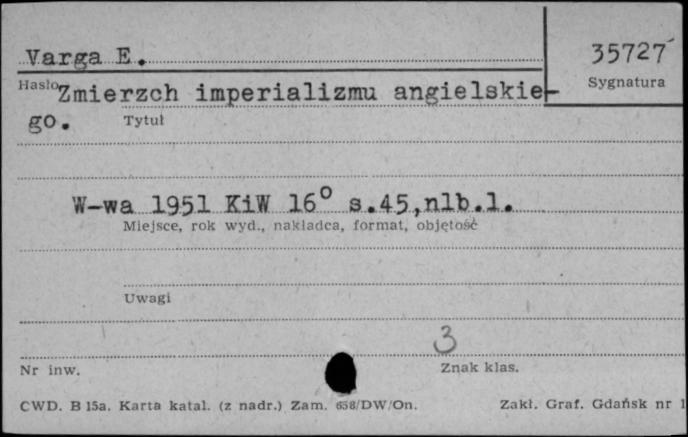 Varga E.
35727
Hasło
Sygnatura
Zmierzch imperializmu angielskie-
go.
Tytuł
W-wa 1951 KiW 16° s.45,nlb.1.
Miejsce, rok wyd., nakładca, format, objętość
Uwagi
3
Nr inw.
Znak klas.
CWD. B 15a. Karta katal. (z nadr.) Zam. 658/DW/On.
Zakł. Graf. Gdańsk nr 1